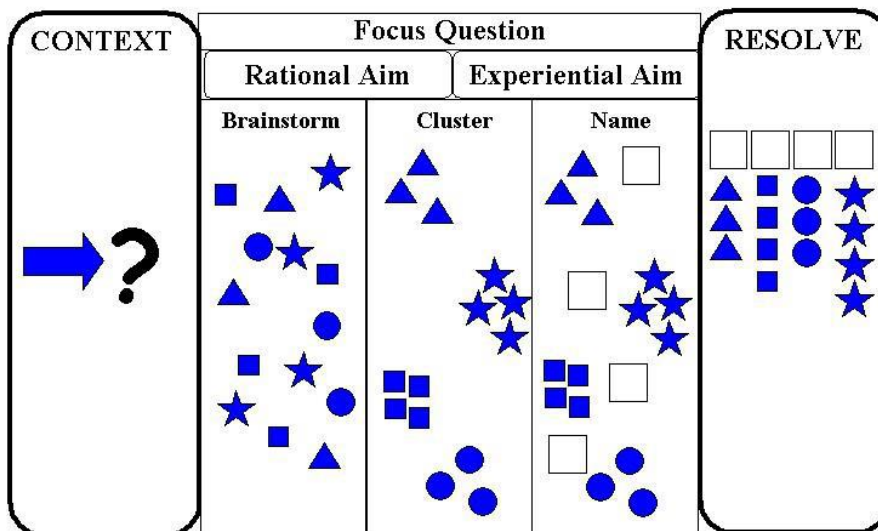 CONTEXT
Focus Question
Rational Aim
Experiential Aim
Brainstorm
Cluster
Name
?
RESOLVE